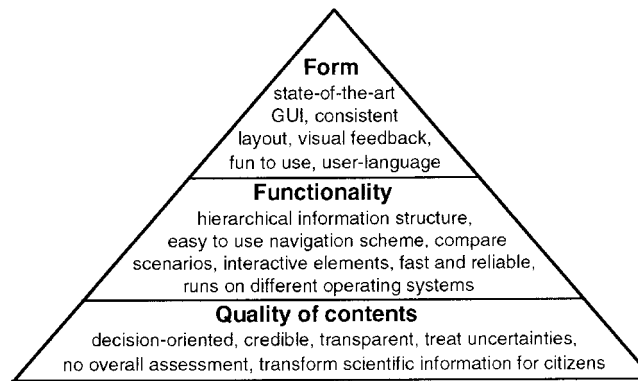 Form
state-of-the-art
GUI, consistent
layout, visual feedback,
fun to use, user-language
Functionality
hierarchical information structure,
easy to use navigation scheme, compare
scenarios, interactive elements, fast and reliable,
runs on different operating systems
Quality of contents
decision-oriented, credible, transparent, treat uncertainties,
no overall assessment, transform scientific information for citizens